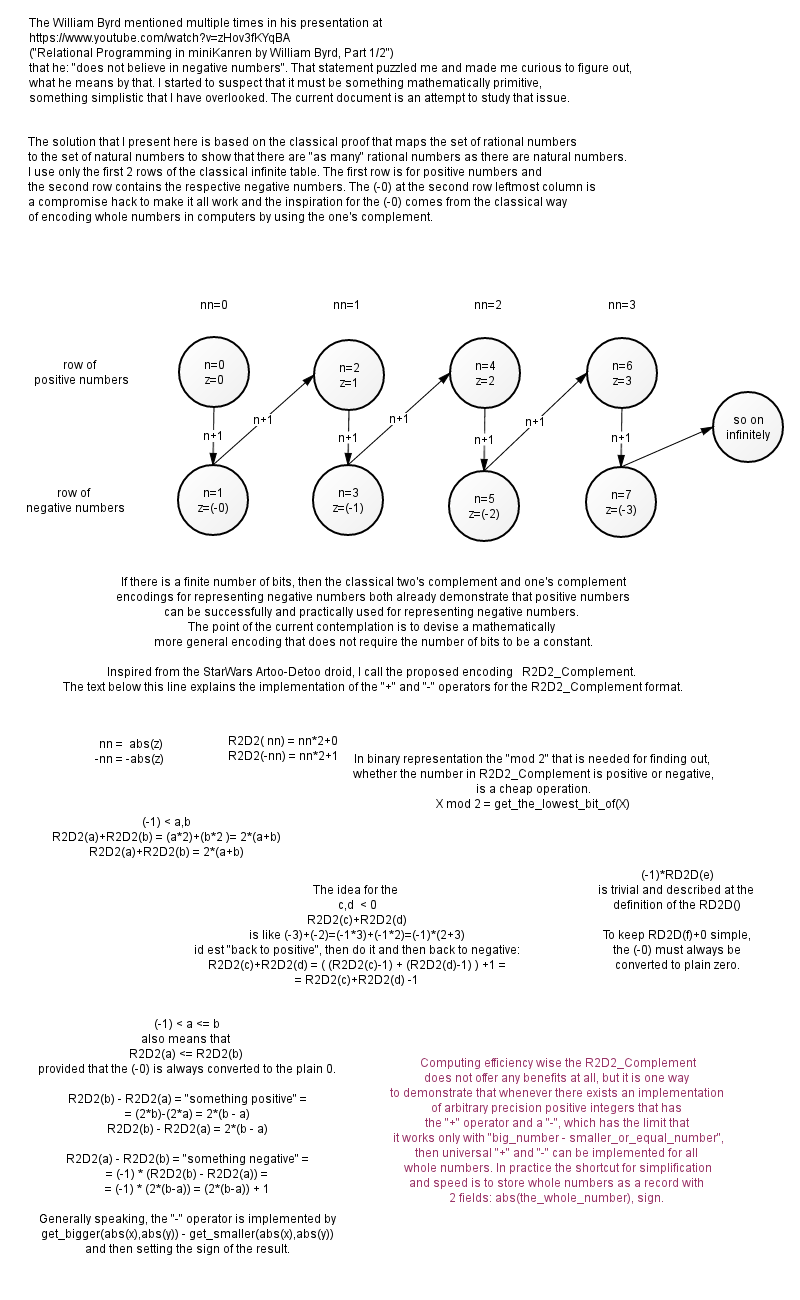 The William Byrd mentioned multiple times in his presentation at
https://www.youtube.com/watch?v=zHov3fKYqBA
("Relational Programming in miniKanren by William Byrd, Part 1/2")
that he: "does not believe in negative numbers". That statement puzzled me and made me curious to figure out,
what he means by that. I started to suspect that it must be something mathematically primitive,
something simplistic that I have overlooked. The current document is an attempt to study that issue.
The solution that I present here is based on the classical proof that maps the set of rational numbers
to the set of natural numbers to show that there are "as many" rational numbers as there are natural numbers.
I use only the first 2 rows of the classical infinite table. The first row is for positive numbers and
the second row contains the respective negative numbers. The (-0) at the second row leftmost column is
a compromise hack to make it all work and the inspiration for the (-0) comes from the classical way
of encoding whole numbers in computers by using the one's complement.
nn=0
nn=1
nn=2
nn=3
row of
positive numbers
n=0
z=0
n=2
z=1
n=4
z=2
n=6
z=3
n+1
n+1
n+1
n+1
n+1
n+1
n+1
so on
infinitely
row of
negative numbers
n=1
z=(-0)
n=3
z=(-1)
n=5
z=(-2)
n=7
z=(-3)
If there is a finite number of bits, then the classical two's complement and one's complement
encodings for representing negative numbers both already demonstrate that positive numbers
can be successfully and practically used for representing negative numbers.
The point of the current contemplation is to devise a mathematically
more general encoding that does not require the number of bits to be a constant.
Inspired from the StarWars Artoo-Detoo droid, I call the proposed encoding R2D2_Complement.
The text below this line explains the implementation of the "+" and "-" operators for the R2D2_Complement format.
nn = abs(z)
-nn = -abs(z)
R2D2( nn) = nn*2+0
R2D2(-nn) = nn*2+1
In binary representation the "mod 2" that is needed for finding out,
whether the number in R2D2_Complement is positive or negative,
is a cheap operation.
X mod 2 = get_the_lowest_bit_of(X)
(-1) < a,b
R2D2(a)+R2D2(b) = (a*2)+(b*2 )= 2*(a+b)
R2D2(a)+R2D2(b) = 2*(a+b)
The idea for the
c,d < 0
R2D2(c)+R2D2(d)
is like (-3)+(-2)=(-1*3)+(-1*2)=(-1)*(2+3)
id est "back to positive", then do it and then back to negative:
R2D2(c)+R2D2(d) = ( (R2D2(c)-1) + (R2D2(d)-1) ) +1 =
= R2D2(c)+R2D2(d) -1
(-1)*RD2D(e)
is trivial and described at the
definition of the RD2D()
To keep RD2D(f)+0 simple,
the (-0) must always be
converted to plain zero.
(-1) < a <= b
also means that
R2D2(a) <= R2D2(b)
provided that the (-0) is always converted to the plain 0.
R2D2(b) - R2D2(a) = "something positive" =
= (2*b)-(2*a) = 2*(b - a)
R2D2(b) - R2D2(a) = 2*(b - a)
R2D2(a) - R2D2(b) = "something negative" =
= (-1) * (R2D2(b) - R2D2(a)) =
= (-1) * (2*(b-a)) = (2*(b-a)) + 1
Generally speaking, the "-" operator is implemented by
get_bigger(abs(x),abs(y)) - get_smaller(abs(x),abs(y))
and then setting the sign of the result.
Computing efficiency wise the R2D2_Complement
does not offer any benefits at all, but it is one way
to demonstrate that whenever there exists an implementation
of arbitrary precision positive integers that has
the "+" operator and a "-", which has the limit that
it works only with "big_number - smaller_or_equal_number",
then universal "+" and "-" can be implemented for all
whole numbers. In practice the shortcut for simplification
and speed is to store whole numbers as a record with
2 fields: abs(the_whole_number), sign.